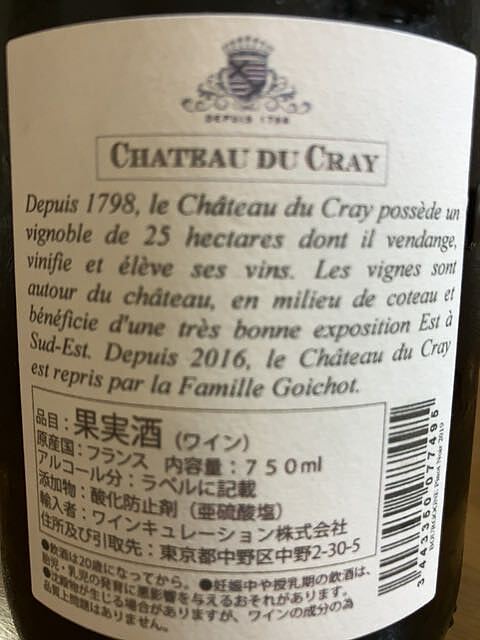 DEPUIS 1798
CHATEAU DU CRAY
Depuis 1798, le Château du Cray possède un
vignoble de 25 hectares dont il vendange,
vinifie et élève ses vins. Les vignes sont
autour du château, en milieu de coteau et
bénéficie d'une très bonne exposition Est à
Sud-Est. Depuis 2016, le Château du Cray
est repris par la Famille Goichot.
品目：果実酒（ワイン）
原産国：フランス 内容量：７５０ml
アルコール分：ラベルに記載
添加物：酸化防止剤（亜硫酸塩）
輸入者：ワインキュレーション株式会社
住所及び引取先：東京都中野区中野2-30-5
●飲酒は20歳になってから。●妊娠中や授乳期の飲酒は、
胎児・乳児の発育に悪影響を与えるおそれがあります。
●沈殿物が生じる場合がありますが、ワインの成分の為
品質上問題はありません。
BOURGOGNE Pinot Noir 2019
3443350077495